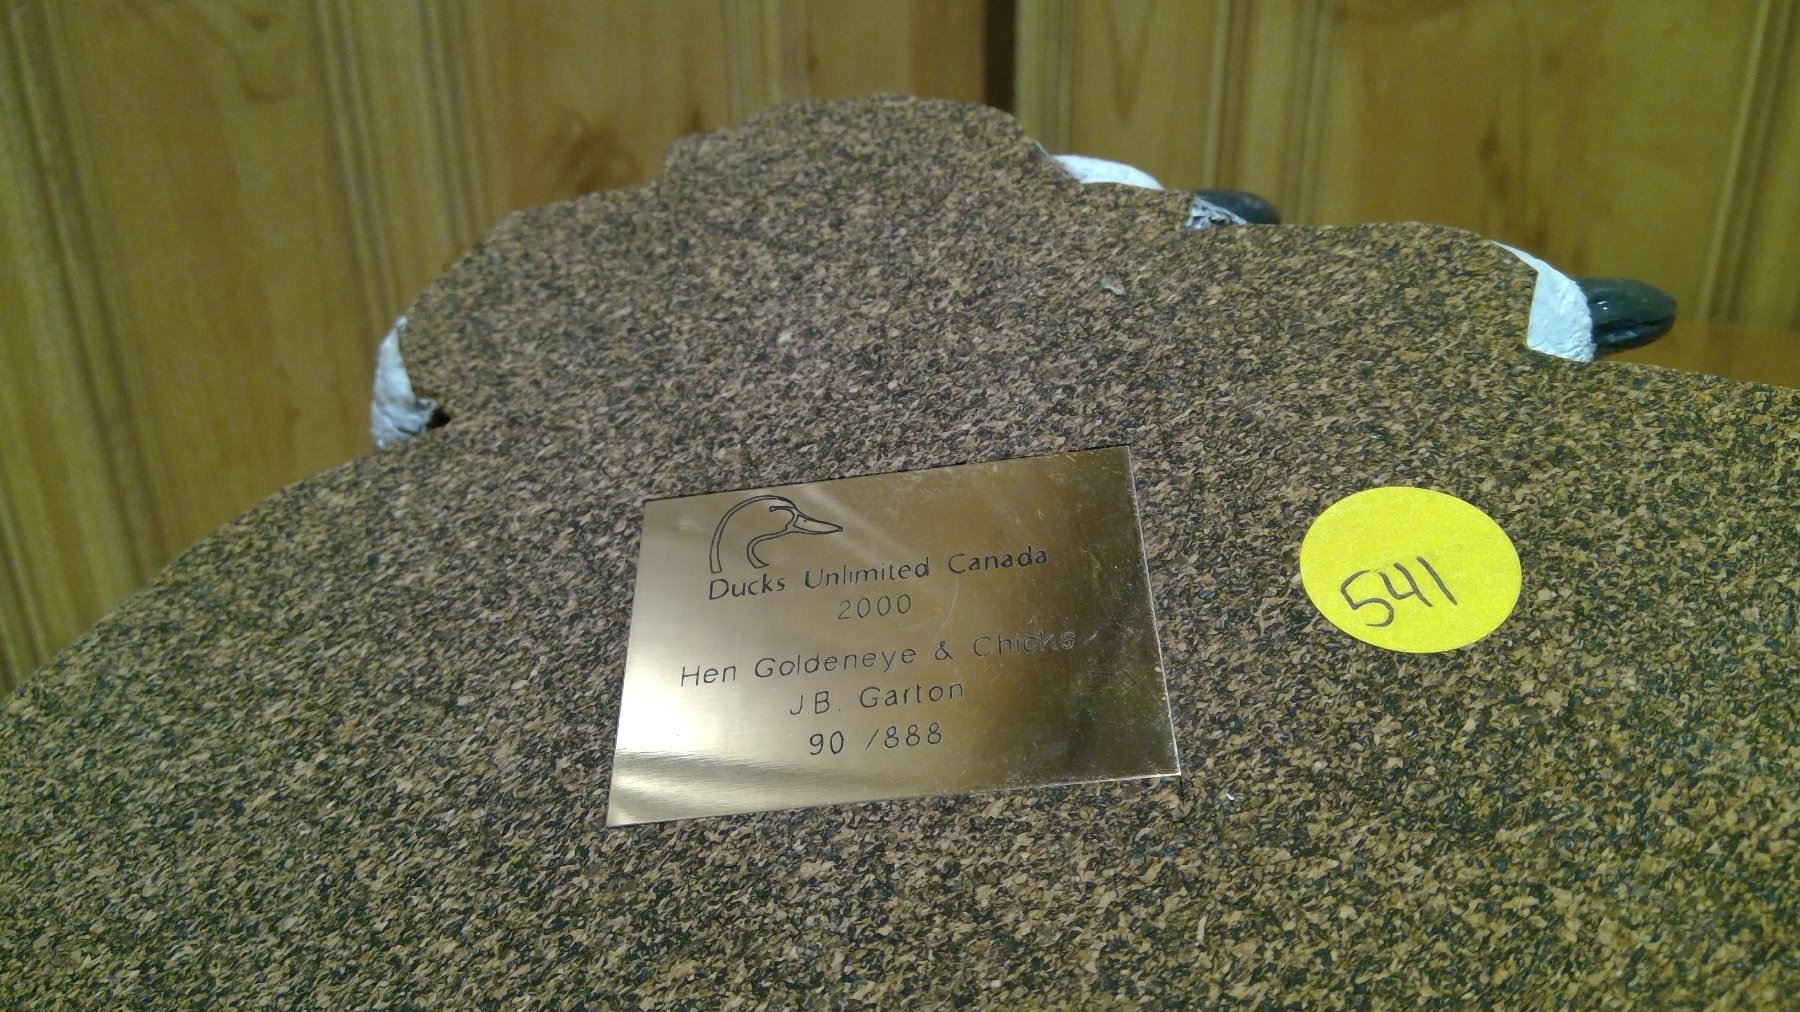 Ducks Unlimited Canada
2000
Hen Goldeneye & Chicks
J.B. Garton
90 /888
541